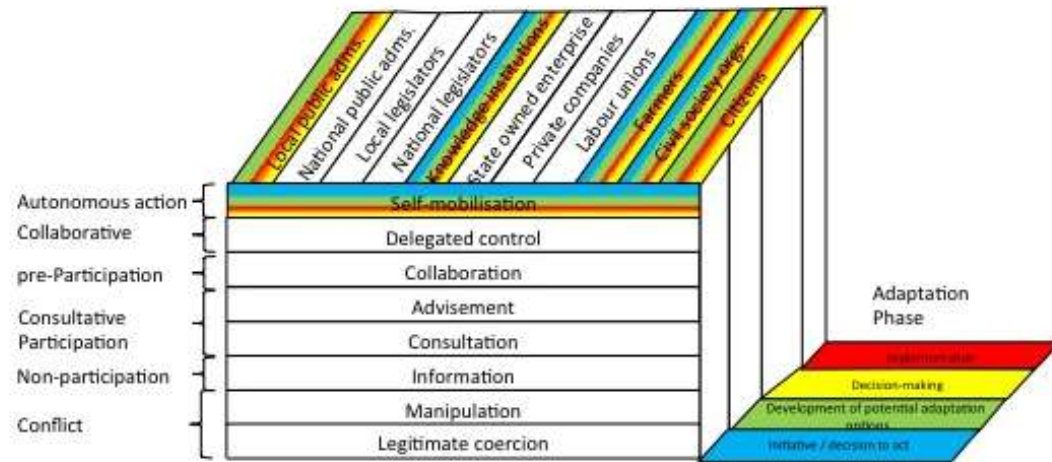 Local public adms.
National public adms.
Local legislators
National legislators
Knowledge institutions
State owned enterprise
Private companies
Labour unions
Farmers
Civil society orgs.
Citizens
Autonomous action
Self-mobilisation
Collaborative
Delegated control
pre-Participation
Collaboration
Consultative
Participation
Advisement
Consultation
Non-participation
Information
Conflict
Manipulation
Legitimate coercion
Adaptation
Phase
Implementation
Decision-making
Development of potential adaptation
options
Initiative / decision to act